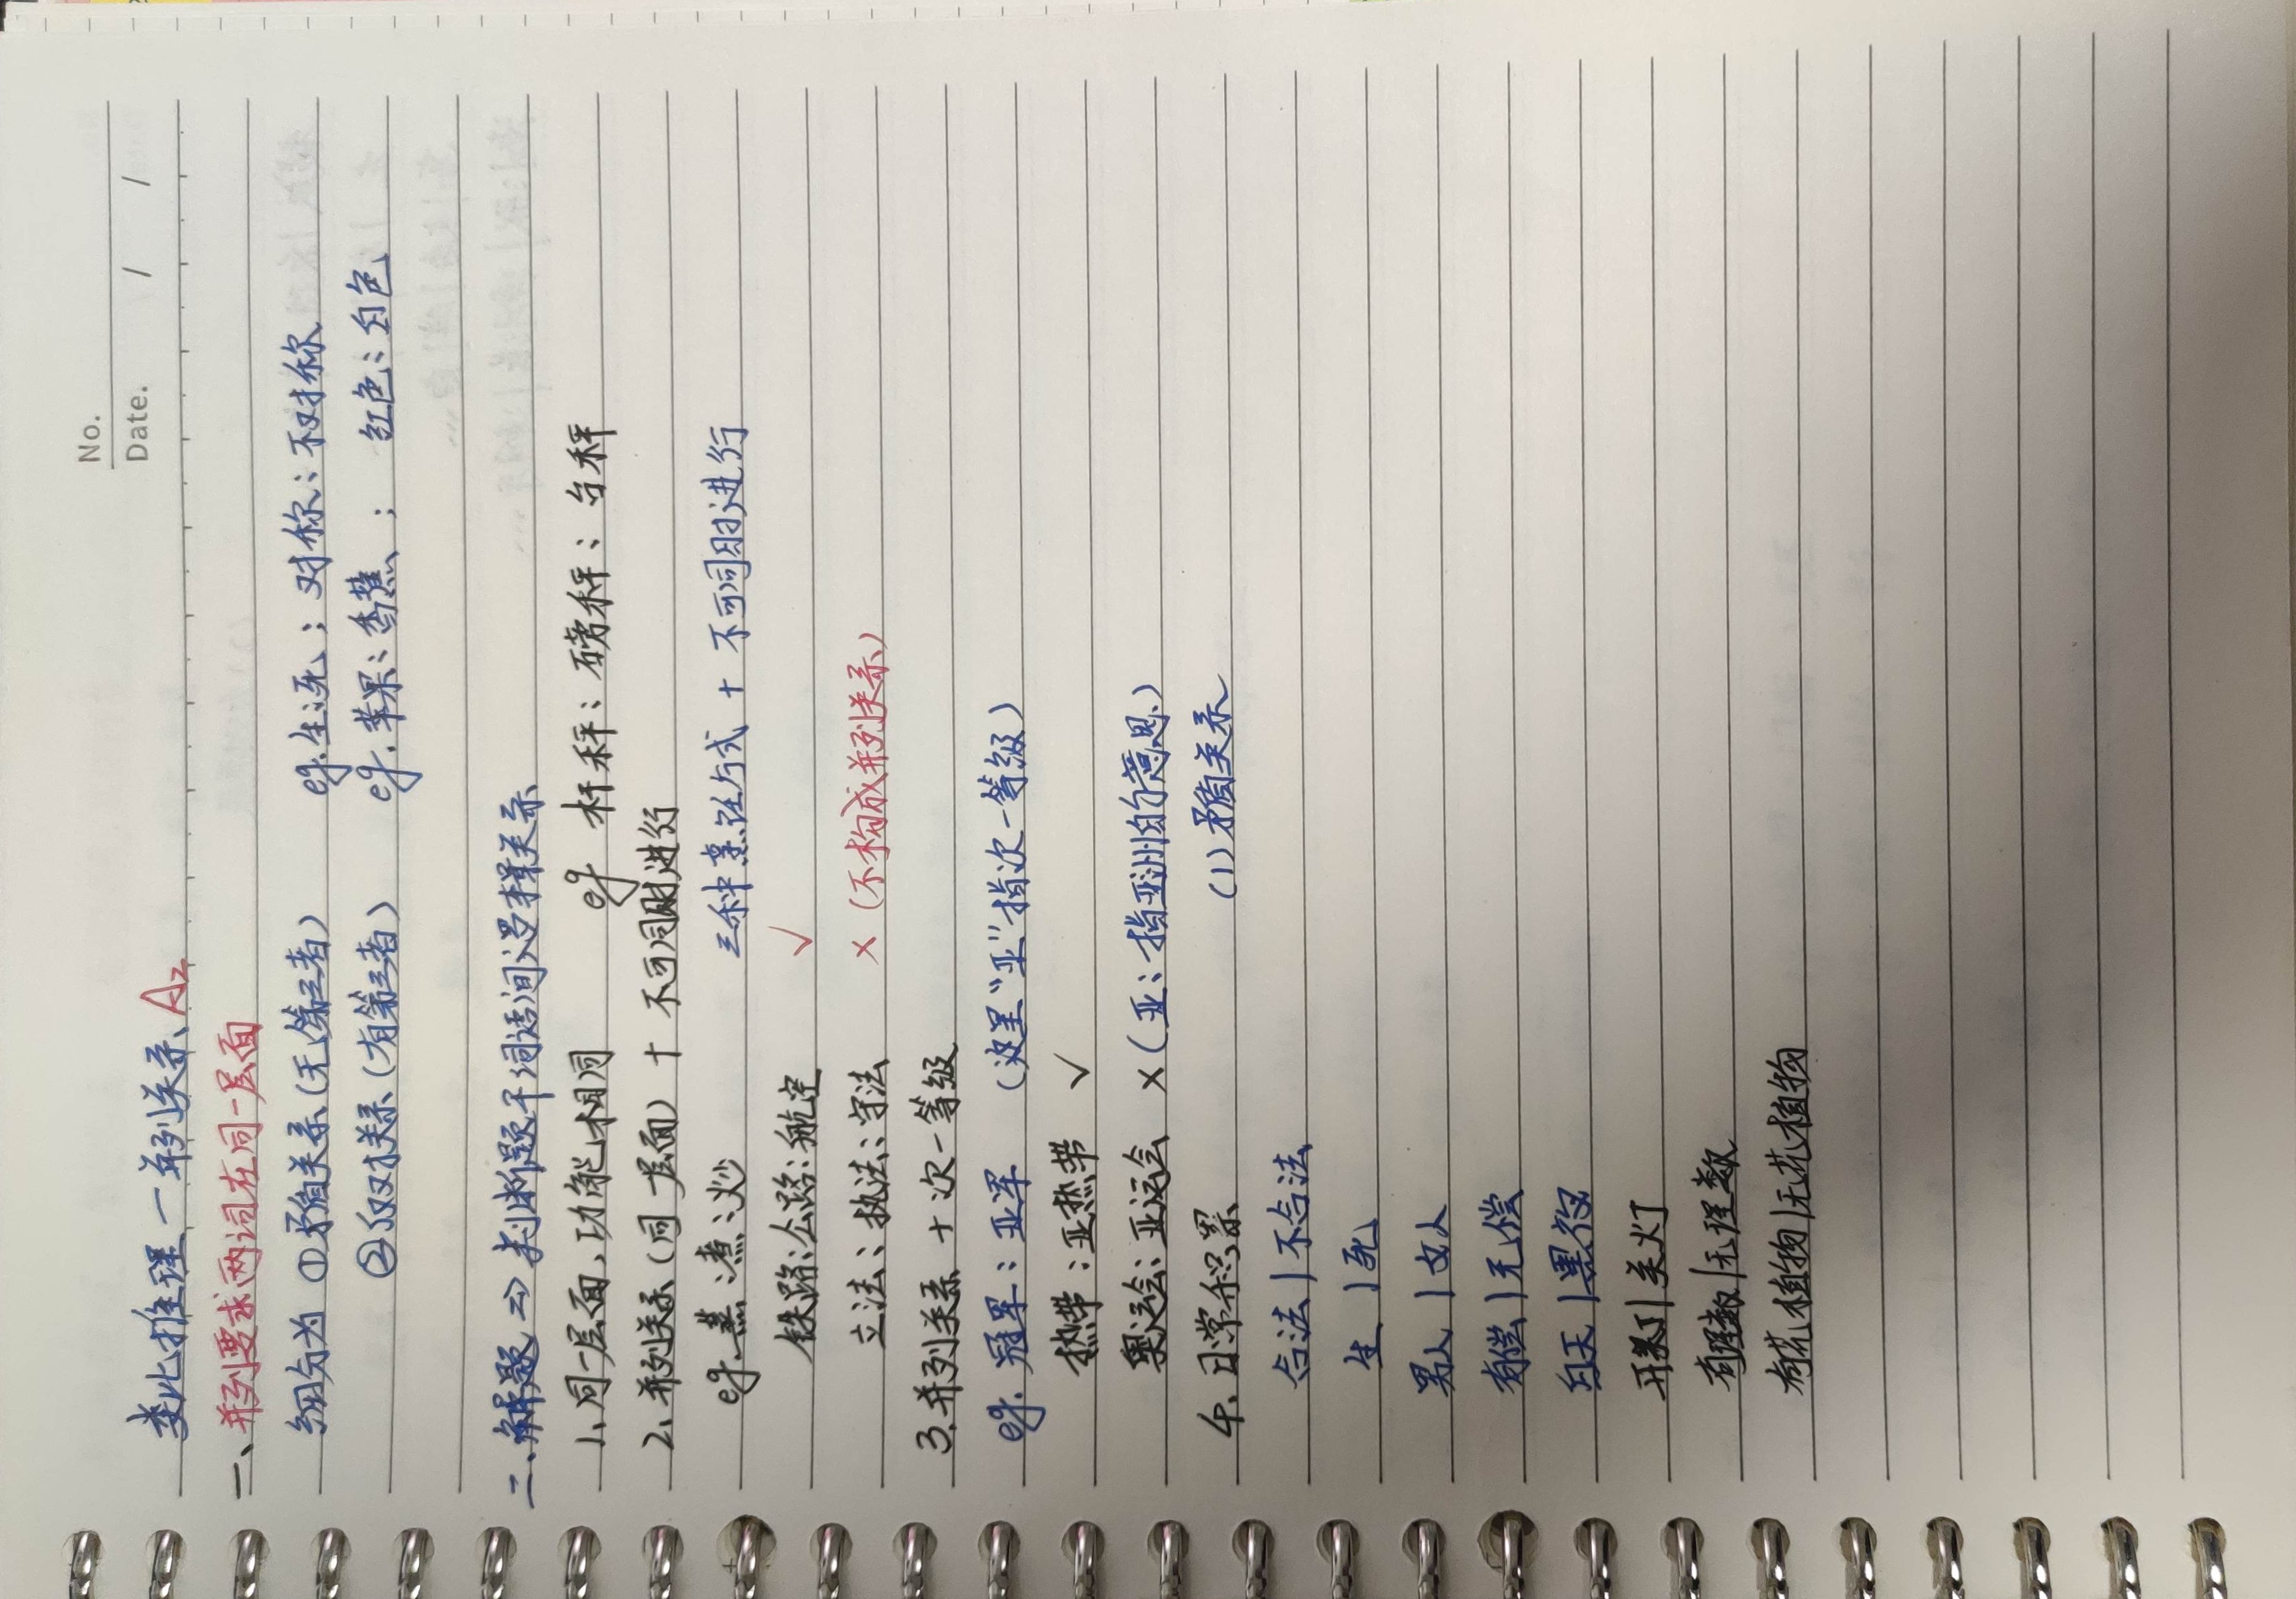 No.
Date. / /
类比推理 — 并列关系 A2
一、并列要求两词在同一层面
细分为 ①矛盾关系(无第三者) eg.生:死; 对称:不对称
②反对关系(有第三者) eg.苹果:香蕉; 红色:白色
二、解题 => 判断题干词语间逻辑关系
1、同一层面,功能相同 eg 杆秤:磅秤:台秤
2、并列关系(同一层面) + 不可同时进行
eg.蒸:煮:炒 三种烹饪方式 + 不可同时进行
铁路:公路:航空 ✓
立法:执法:守法 ×(不构成并列关系)
3.并列关系 + 次一等级
eg. 冠军:亚军 (这里“亚”指次一等级)
热带:亚热带 ✓
奥运会:亚运会 ×(亚:指亚洲的意思)
4. 日常积累 (1)矛盾关系
合法|不合法
生|死
男人|女人
有偿|无偿
白天|黑夜
开灯|关灯
有理数|无理数
有花植物|无花植物